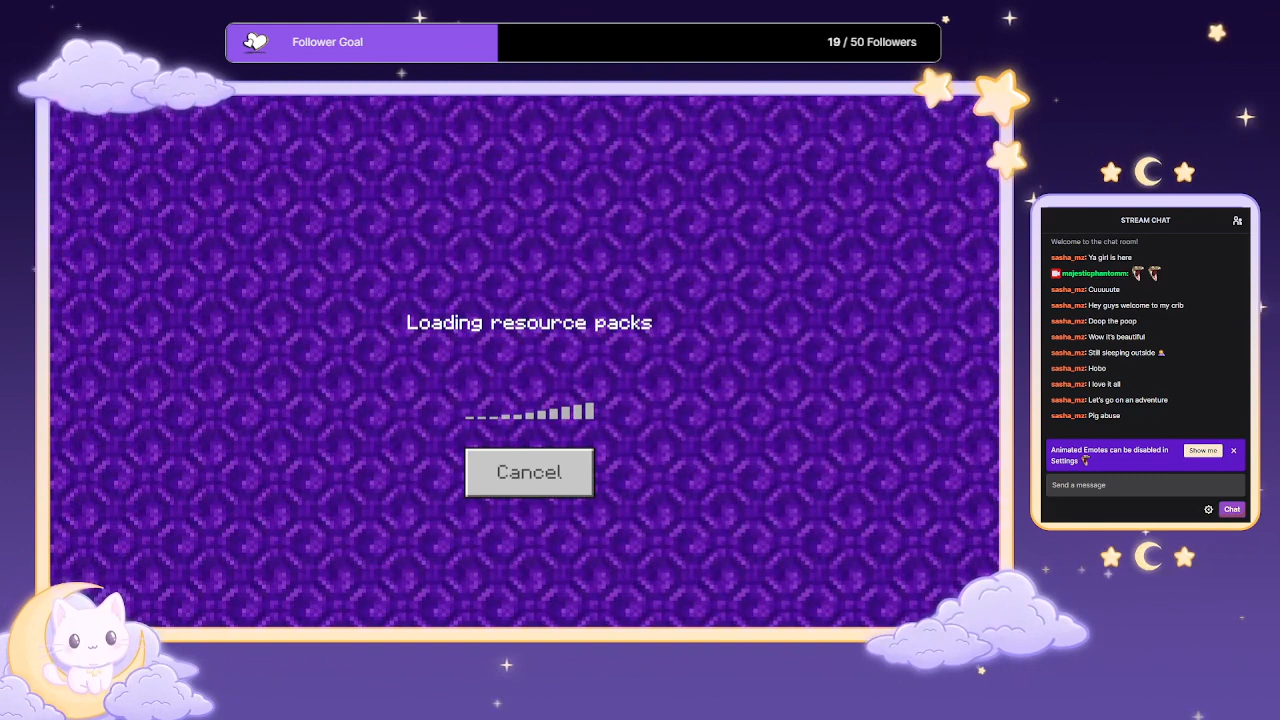 Follower Goal
19 / 50 Followers
Loading resource packs
Cancel
STREAM CHAT
Welcome to the chat room!
sasha_mz: Ya girl is here
majesticphantomm:
sasha_mz: Cuuuuute
sasha_mz: Hey guys welcome to my crib
sasha_mz: Doop the poop
sasha_mz: Wow it's beautiful
sasha_mz: Still sleeping outside
sasha_mz: Hobo
sasha_mz: I love it all
sasha_mz: Let's go on an adventure
sasha_mz: Pig abuse
Animated Emotes can be disabled in
Settings
Show me
Send a message
Chat